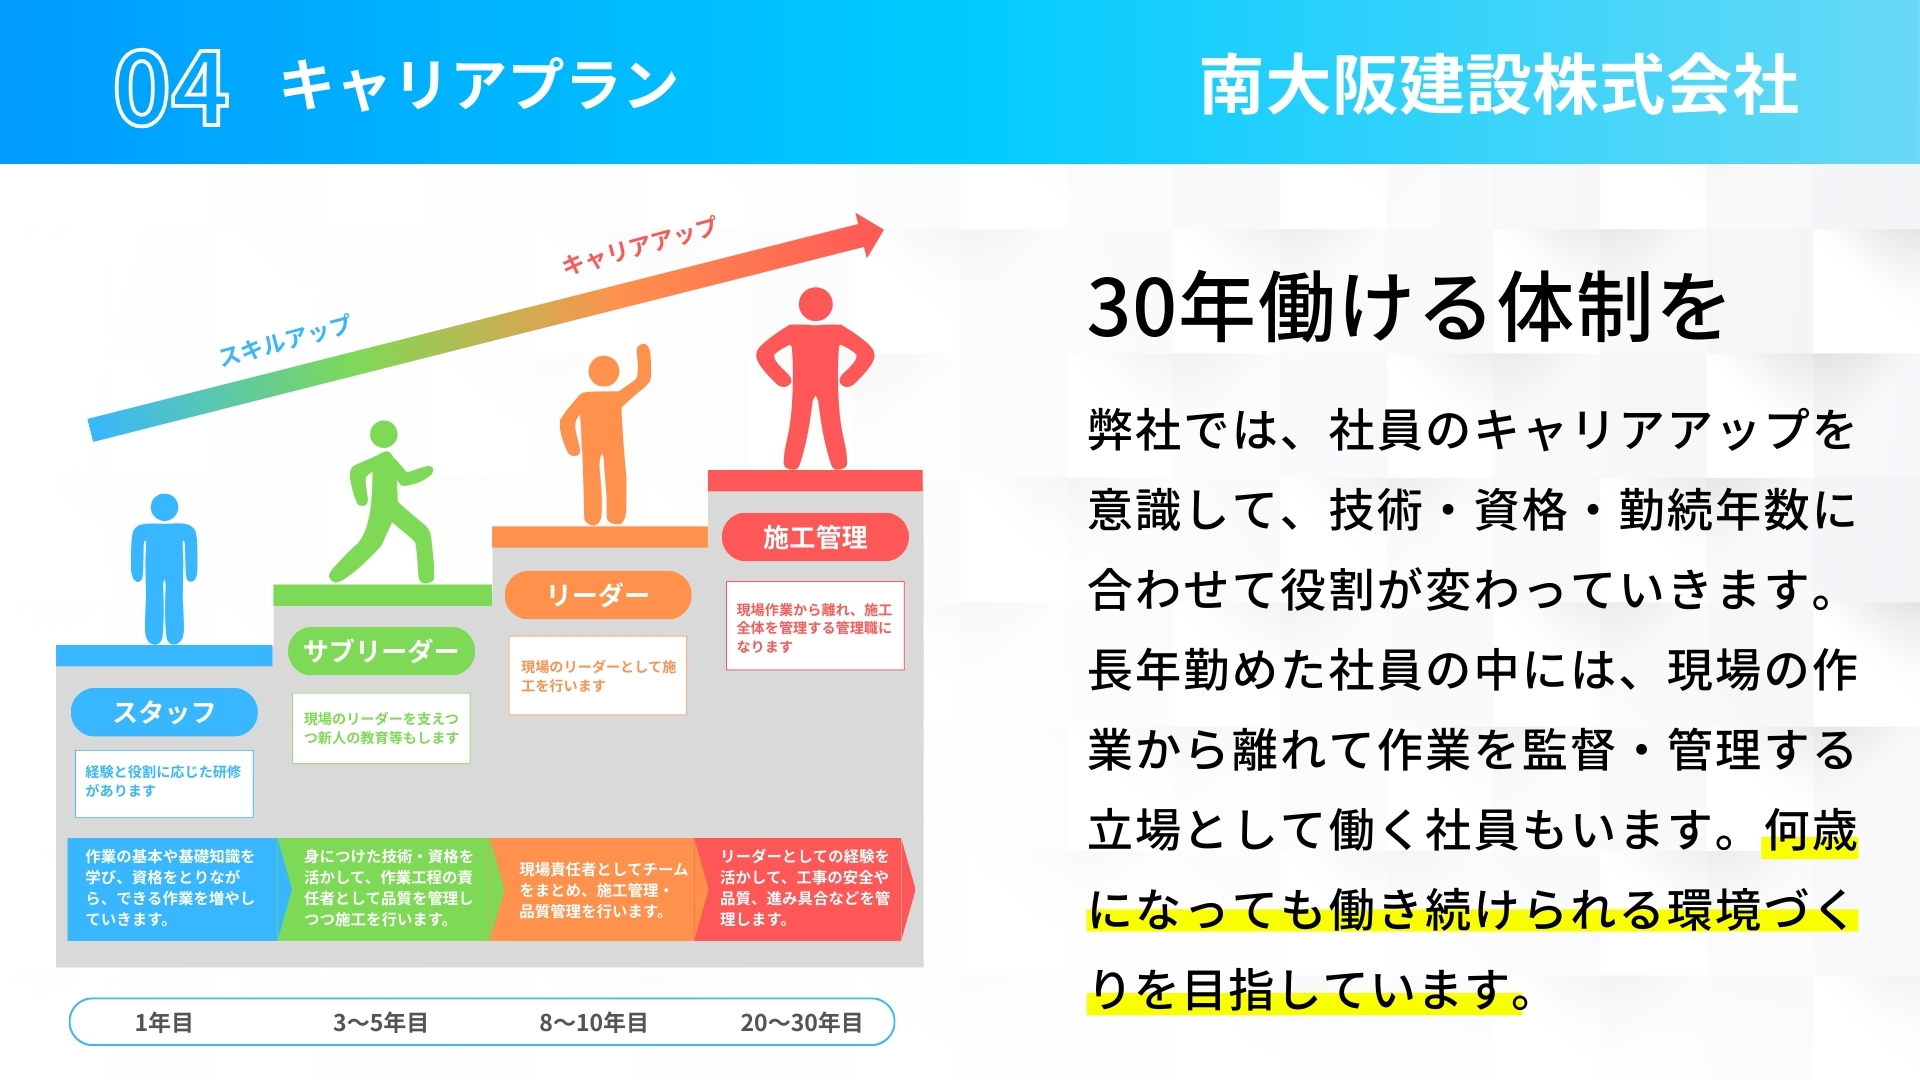 04 キャリアプラン
南大阪建設株式会社
スキルアップ
キャリアアップ
スタッフ
経験と役割に応じた研修
があります
サブリーダー
現場のリーダーを支えつ
つ新人の教育等もします
リーダー
現場のリーダーとして施
工を行います
施工管理
現場作業から離れ、施工
全体を管理する管理職に
なります
作業の基本や基礎知識を
学び、資格をとりなが
ら、できる作業を増やし
ていきます。
身につけた技術・資格を
活かして、作業工程の責
任者として品質を管理し
つつ施工を行います。
現場責任者としてチーム
をまとめ、施工管理・
品質管理を行います。
リーダーとしての経験を
活かして、工事の安全や
品質、進み具合などを管
理します。
1年目
3〜5年目
8〜10年目
20〜30年目
30年働ける体制を
弊社では、社員のキャリアアップを
意識して、技術・資格・勤続年数に
合わせて役割が変わっていきます。
長年勤めた社員の中には、現場の作
業から離れて作業を監督・管理する
立場として働く社員もいます。何歳
になっても働き続けられる環境づく
りを目指しています。